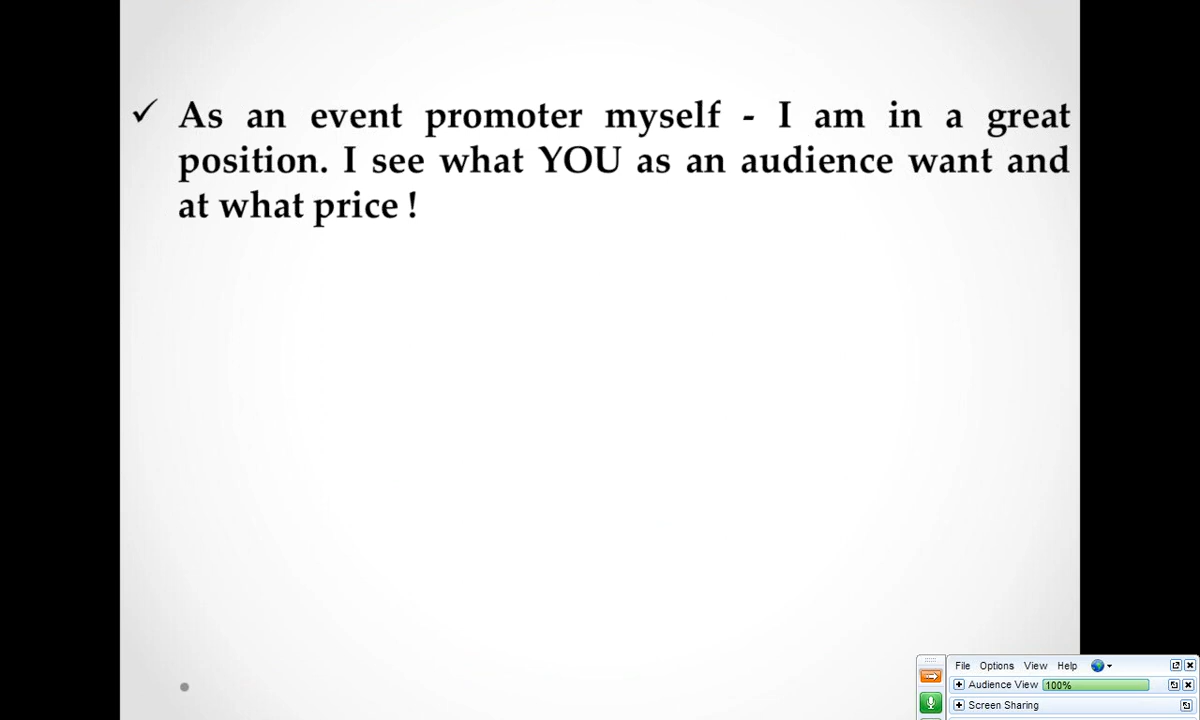 ✓ As an event promoter myself - I am in a great
position. I see what YOU as an audience want and
at what price !
File Options View Help
Audience View 100%
Screen Sharing